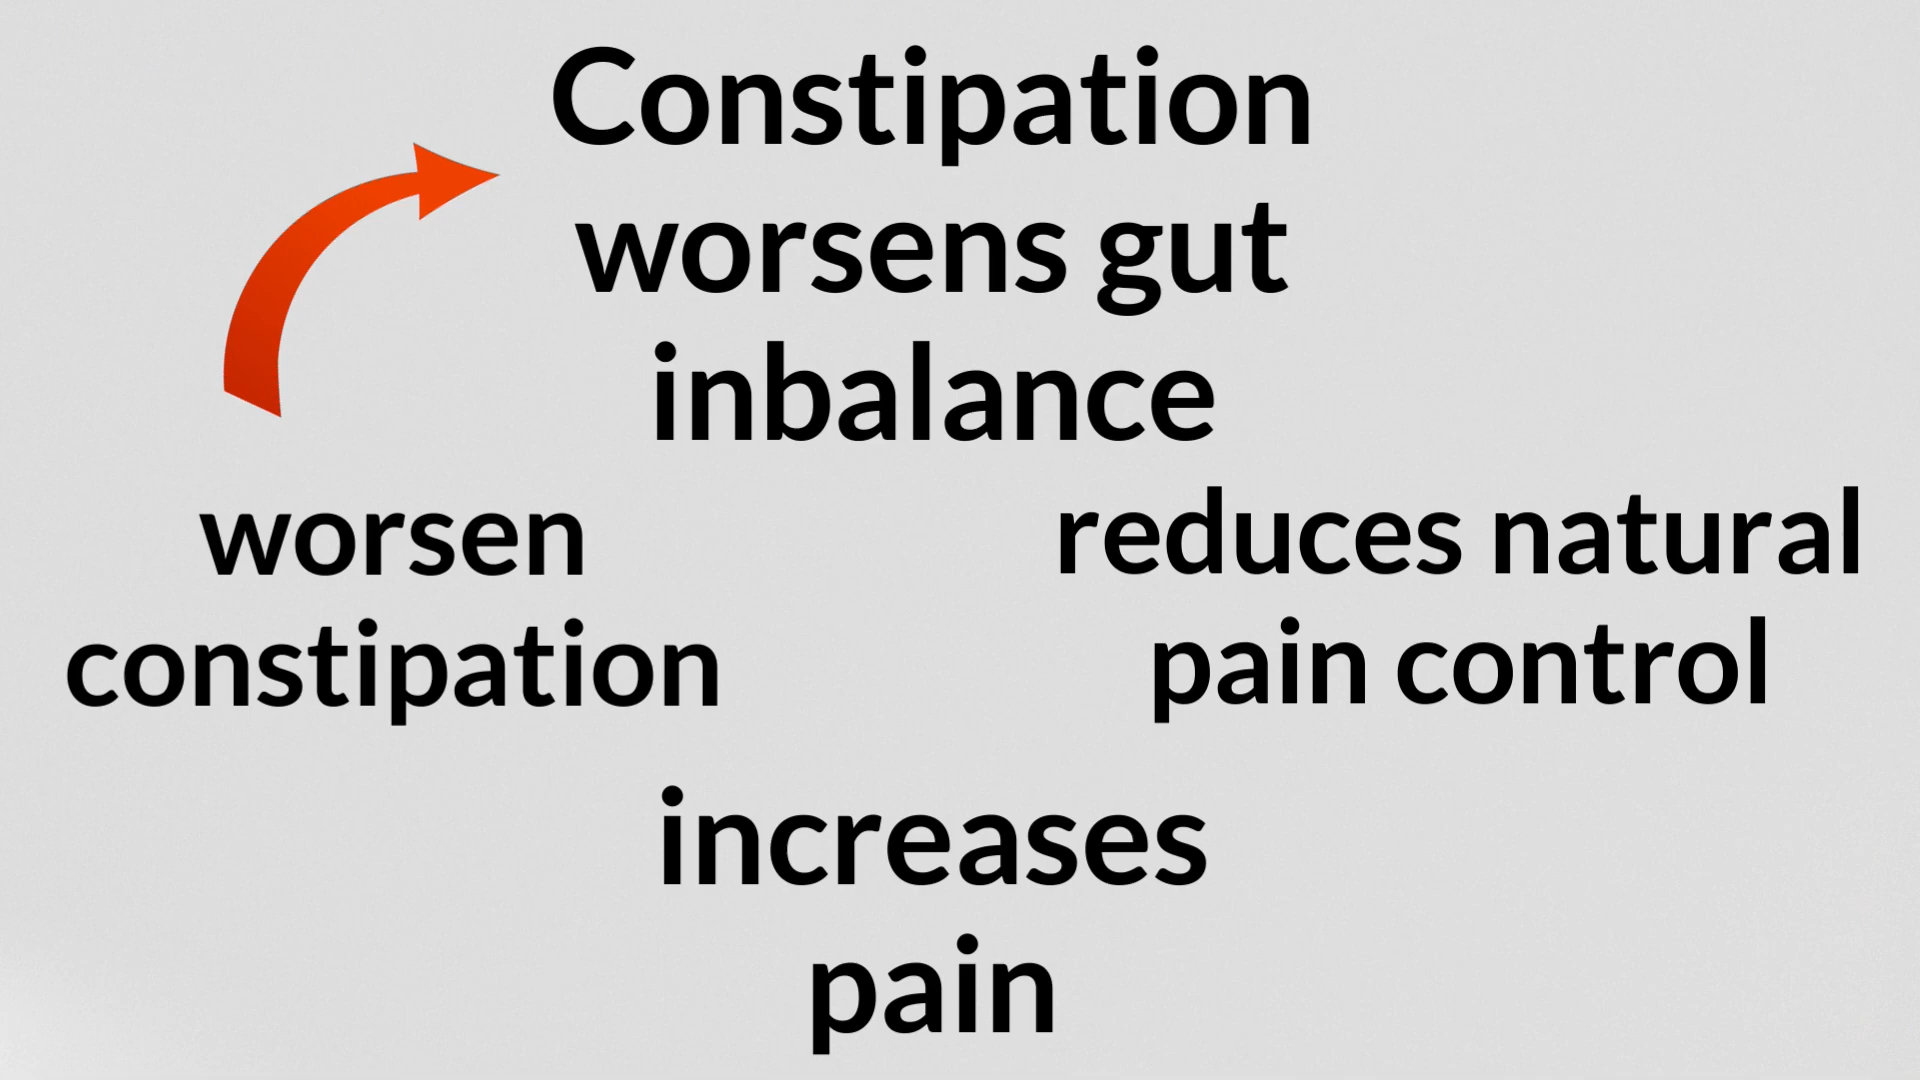 Constipation
worsens gut
inbalance
worsen
constipation
reduces natural
pain control
increases
pain